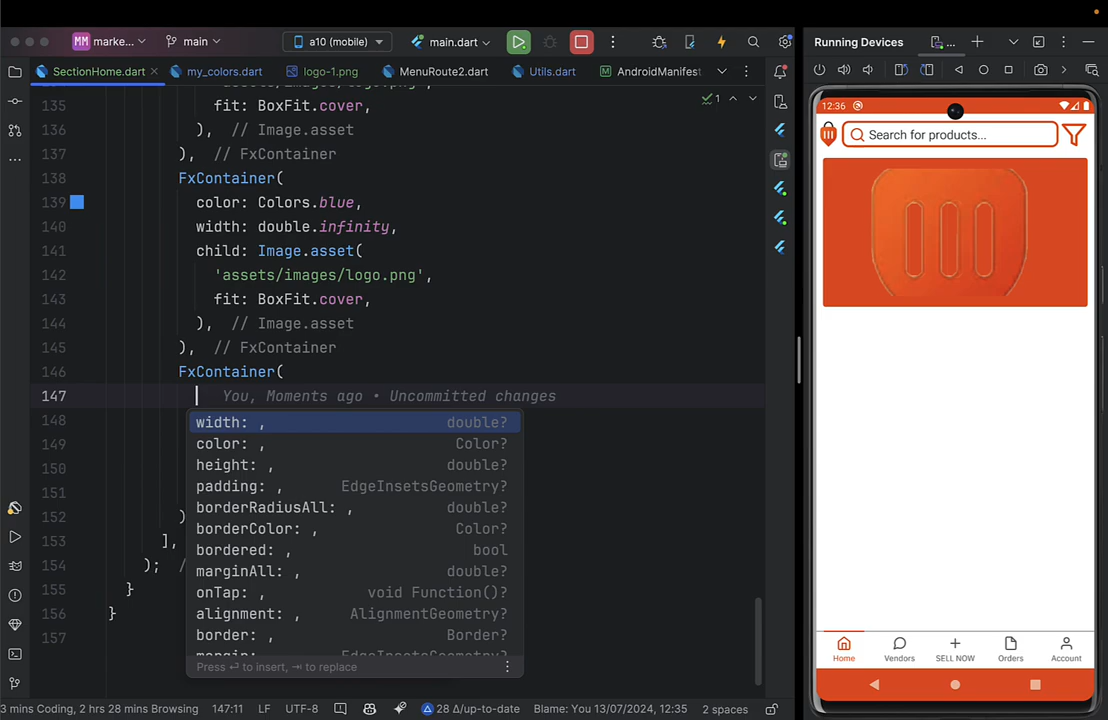 MM marke...
main
a10 (mobile)
main.dart
Running Devices
...
SectionHome.dart
my_colors.dart
logo-1.png
MenuRoute2.dart
Utils.dart
AndroidManifest
135 fit: BoxFit.cover,
1
136 ), // Image.asset
137 ), // FxContainer
138 FxContainer(
139 color: Colors.blue,
140 width: double.infinity,
141 child: Image.asset(
142 'assets/images/logo.png',
143 fit: BoxFit.cover,
144 ), // Image.asset
145 ), // FxContainer
146 FxContainer(
147 You, Moments ago • Uncommitted changes
148 width: , double?
149 color: , Color?
150 height: , double?
151 padding: , EdgeInsetsGeometry?
borderRadiusAll: , double?
152 )
borderColor: , Color?
153 ],
bordered: , bool
154 ); //
marginAll: , double?
155 }
onTap: , void Function()?
156 }
alignment: , AlignmentGeometry?
157
border: , Border?
margin: , EdgeInsetsGeometry?
Press ⏎ to insert, ⇥ to replace
3 mins Coding, 2 hrs 28 mins Browsing
147:11
LF
UTF-8
28 Δ/up-to-date
Blame: You 13/07/2024, 12:35
2 spaces
12:36
Search for products...
Home
Vendors
SELL NOW
Orders
Account